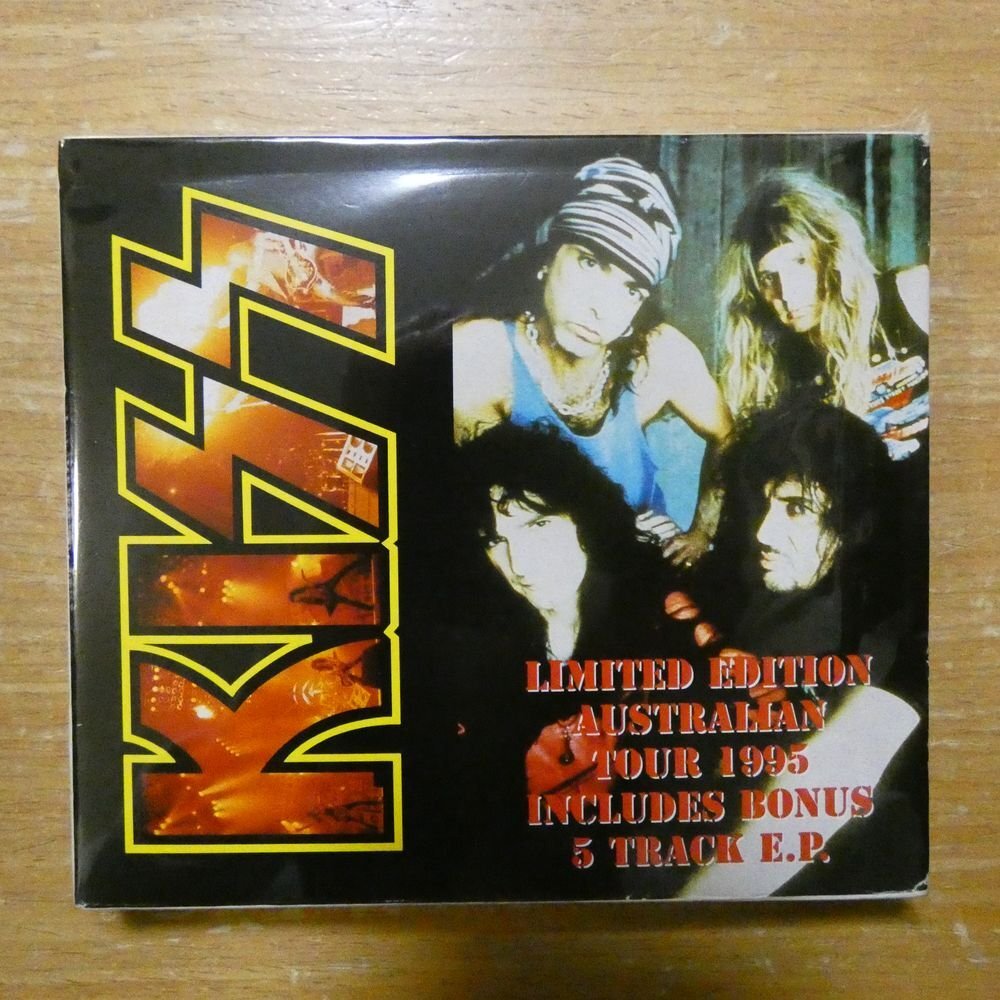 KISS
LIMITED EDITION
AUSTRALIAN
TOUR 1995
INCLUDES BONUS
5 TRACK E.P.